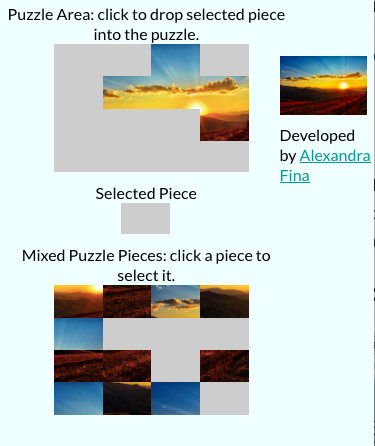 Puzzle Area: click to drop selected piece
into the puzzle.
Developed
by Alexandra
Fina
Selected Piece
Mixed Puzzle Pieces: click a piece to
select it.